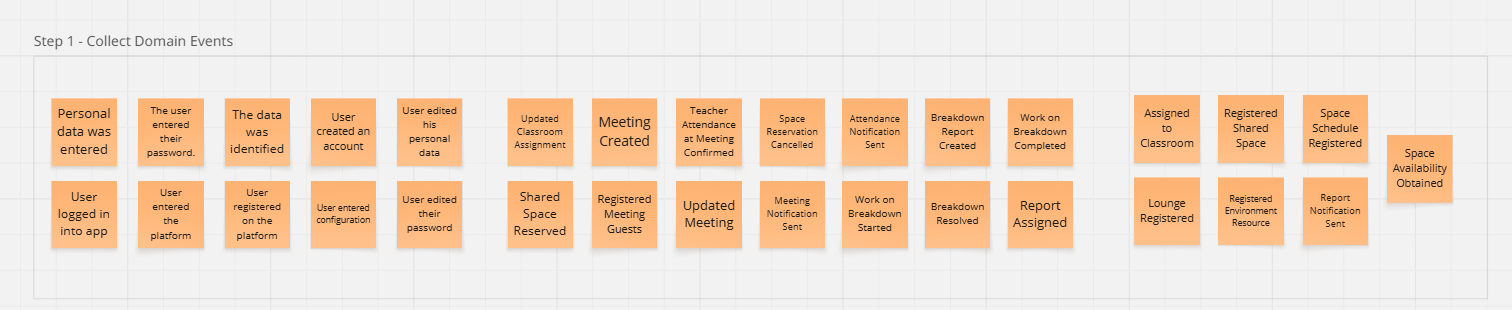 Step 1 - Collect Domain Events
Personal
data was
entered
The user
entered
their
password.
The data
was
identified
User
created an
account
User edited
his
personal
data
User
logged in
into app
User
entered
the
platform
User
registered
on the
platform
User entered
configuration
User edited
their
password
Updated
Classroom
Assignment
Meeting
Created
Teacher
Attendance
at Meeting
Confirmed
Space
Reservation
Cancelled
Attendance
Notification
Sent
Breakdown
Report
Created
Work on
Breakdown
Completed
Shared
Space
Reserved
Registered
Meeting
Guests
Updated
Meeting
Meeting
Notification
Sent
Work on
Breakdown
Started
Breakdown
Resolved
Report
Assigned
Assigned
to
Classroom
Registered
Shared
Space
Space
Schedule
Registered
Lounge
Registered
Registered
Environment
Resource
Report
Notification
Sent
Space
Availability
Obtained